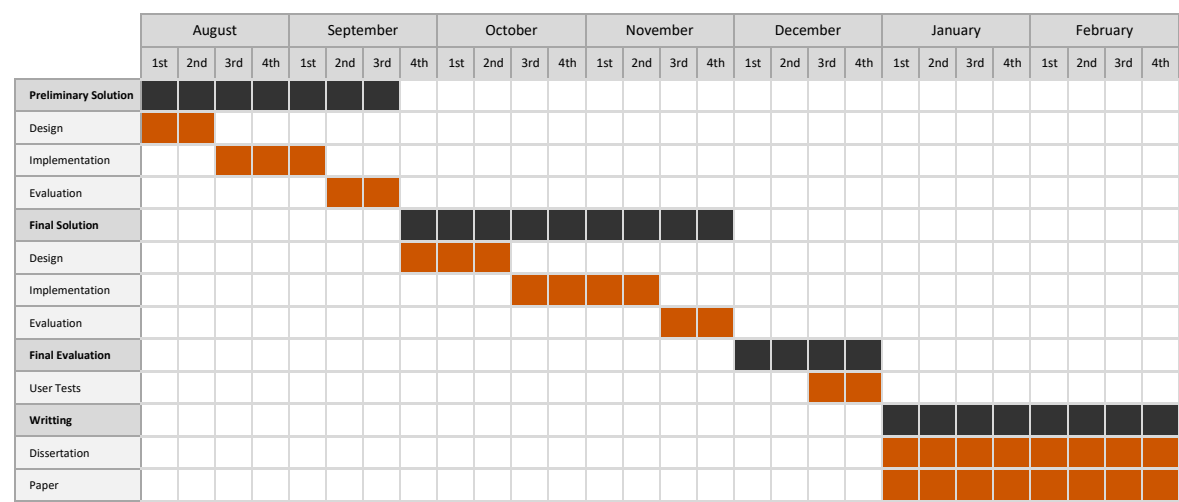 August September October November December January February
1st 2nd 3rd 4th 1st 2nd 3rd 4th 1st 2nd 3rd 4th 1st 2nd 3rd 4th 1st 2nd 3rd 4th 1st 2nd 3rd 4th 1st 2nd 3rd 4th
Preliminary Solution
Design
Implementation
Evaluation
Final Solution
Design
Implementation
Evaluation
Final Evaluation
User Tests
Writting
Dissertation
Paper